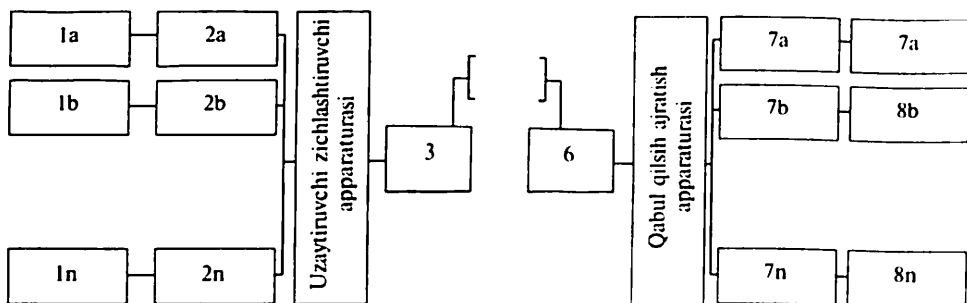 1a 2a 7a 7a
1b 2b 7b 8b
3 6
1n 2n 7n 8n
Uzaytiruvchi zichlashtiruvchi
apparaturasi
Qabul qilsih ajratish
apparaturasi